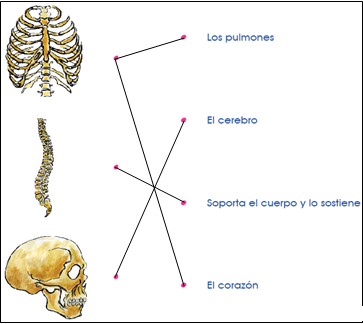 Los pulmones
El cerebro
Soporta el cuerpo y lo sostiene
El corazón